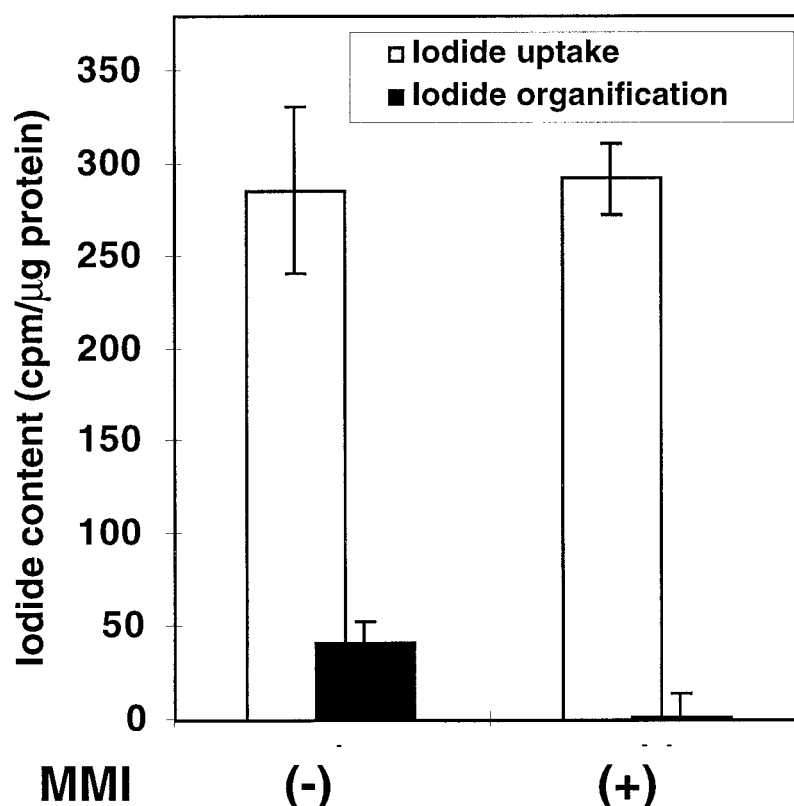 Iodide uptake
Iodide organification
Iodide content (cpm/µg protein)
350
300
250
200
150
100
50
0
MMI (-) (+)